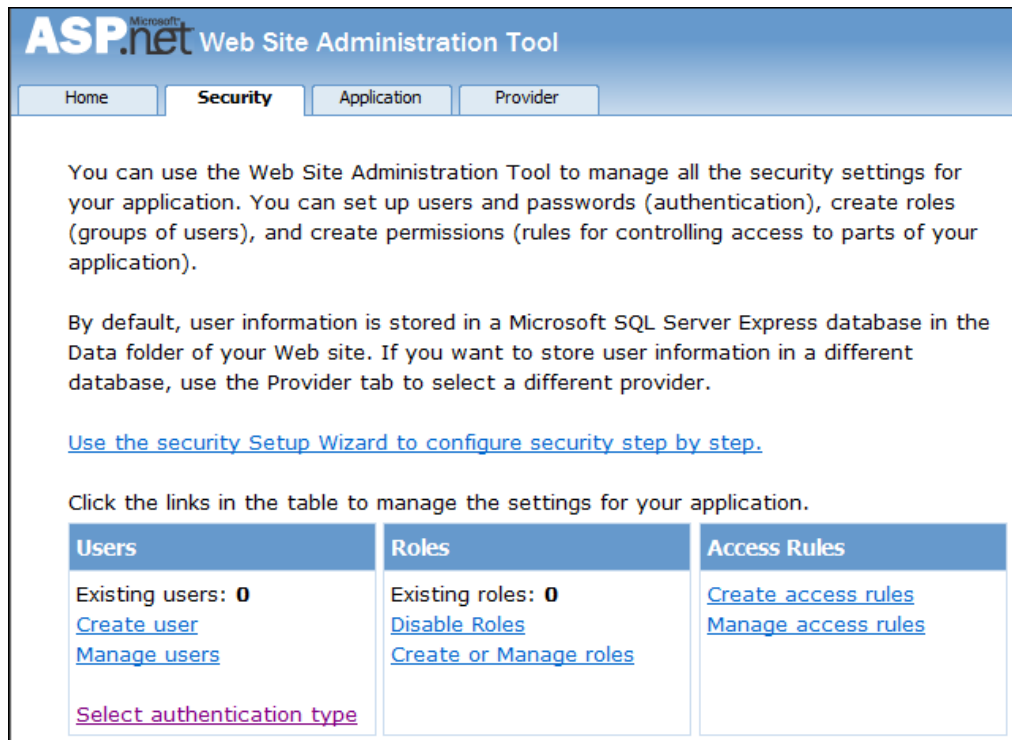 Microsoft
ASP.net Web Site Administration Tool
Home Security Application Provider
You can use the Web Site Administration Tool to manage all the security settings for
your application. You can set up users and passwords (authentication), create roles
(groups of users), and create permissions (rules for controlling access to parts of your
application).
By default, user information is stored in a Microsoft SQL Server Express database in the
Data folder of your Web site. If you want to store user information in a different
database, use the Provider tab to select a different provider.
Use the security Setup Wizard to configure security step by step.
Click the links in the table to manage the settings for your application.
Users Roles Access Rules
Existing users: 0 Existing roles: 0 Create access rules
Create user Disable Roles Manage access rules
Manage users Create or Manage roles
Select authentication type